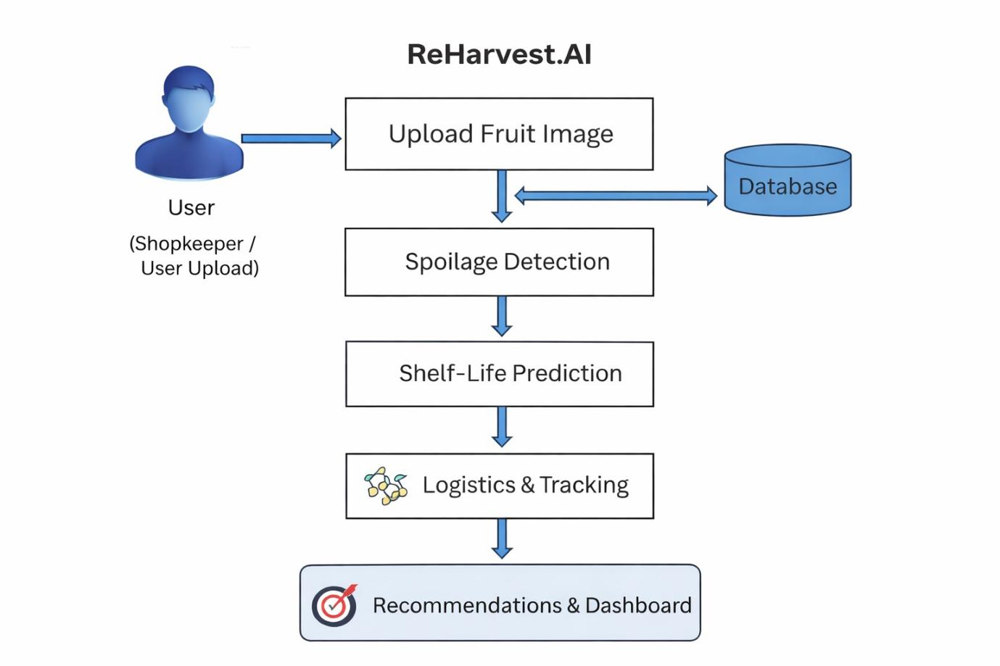 ReHarvest.AI
Upload Fruit Image
Database
User
(Shopkeeper /
User Upload)
Spoilage Detection
Shelf-Life Prediction
Logistics & Tracking
Recommendations & Dashboard